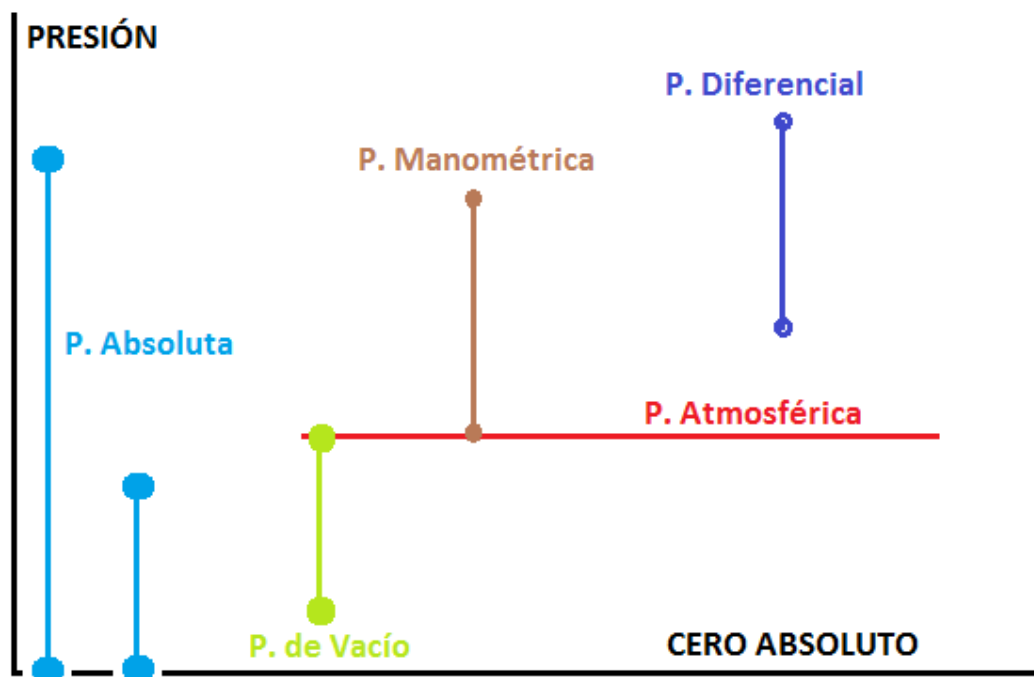 PRESIÓN
P. Diferencial
P. Manométrica
P. Absoluta
P. Atmosférica
P. de Vacío
CERO ABSOLUTO